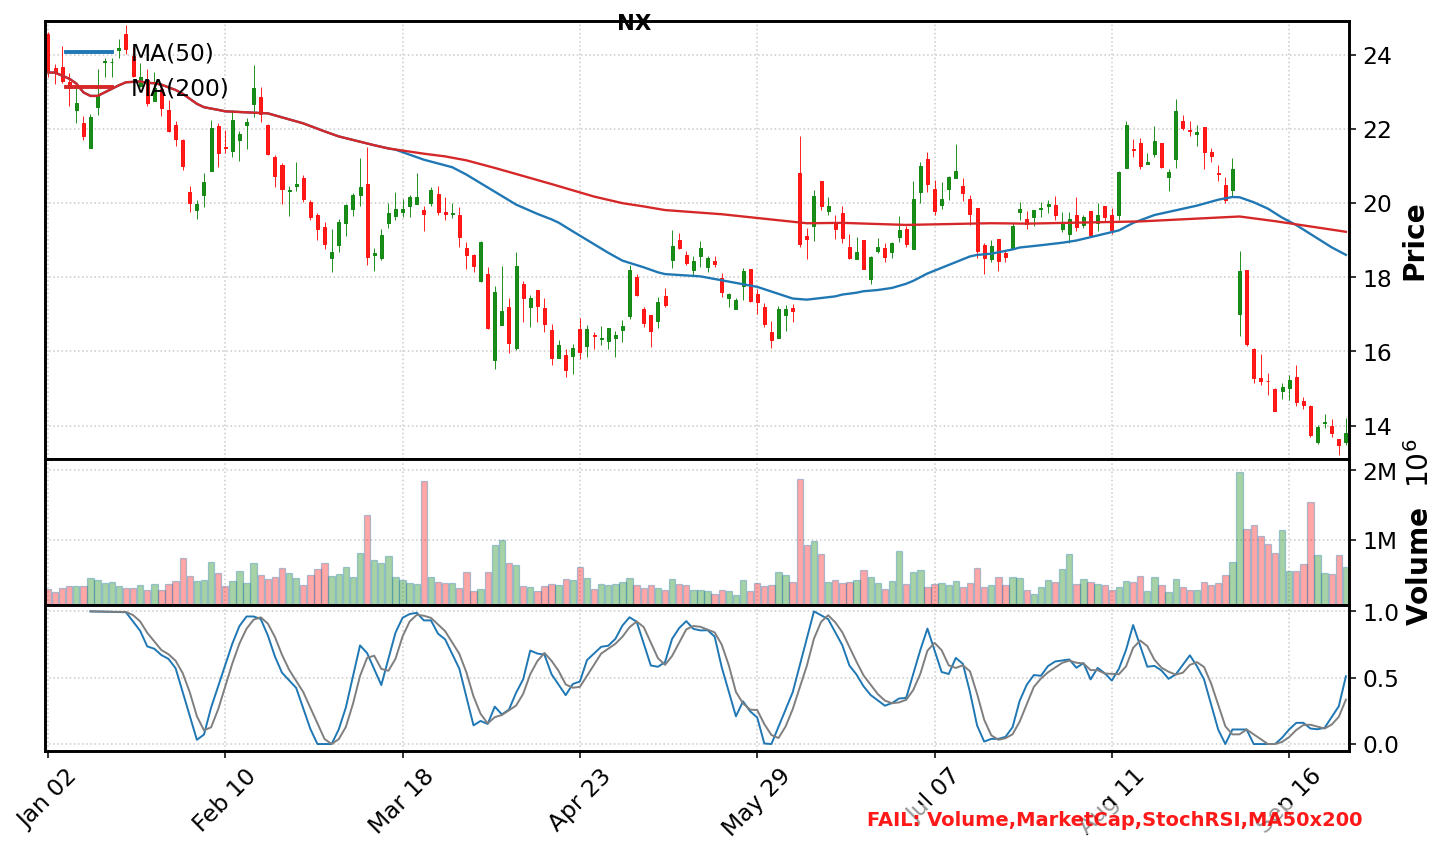 NX
MA(50)
MA(200)
24
22
20
18
16
14
Price
2M
1M
Volume 10⁶
1.0
0.5
0.0
Jan 02
Feb 10
Mar 18
Apr 23
May 29
Jul 07
Aug 11
Sep 16
FAIL: Volume,MarketCap,StochRSI,MA50x200